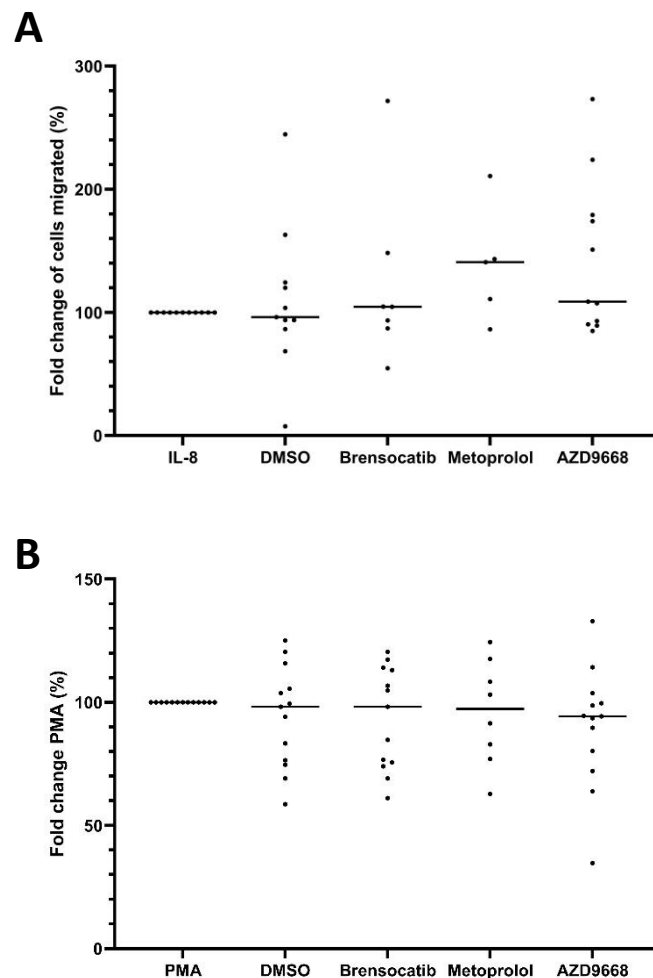 A
Fold change of cells migrated (%)
300
200
100
0
IL-8 DMSO Brensocatib Metoprolol AZD9668
B
Fold change PMA (%)
150
100
50
0
PMA DMSO Brensocatib Metoprolol AZD9668